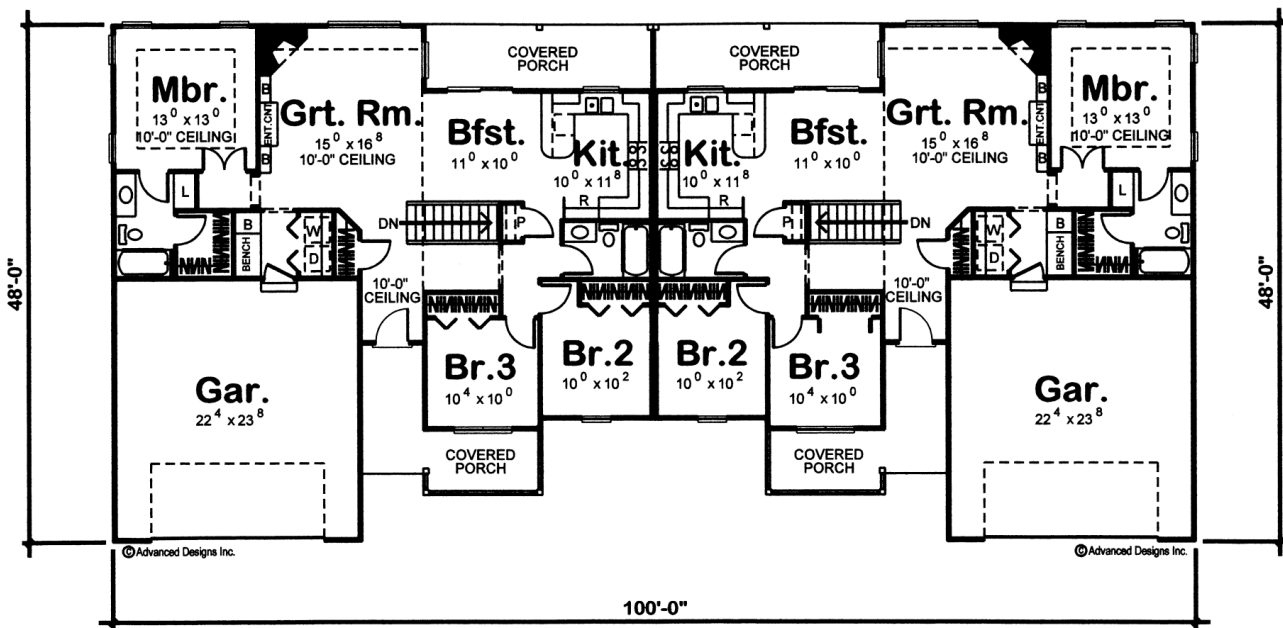 COVERED
PORCH
COVERED
PORCH
Mbr.
13⁰ x 13⁰
10'-0" CEILING
B
ENT.CNT
B
Grt. Rm.
15⁰ x 16⁸
10'-0" CEILING
Bfst.
11⁰ x 10⁰
Kit.
10⁰ x 11⁸
R
Kit.
10⁰ x 11⁸
R
Bfst.
11⁰ x 10⁰
Grt. Rm.
15⁰ x 16⁸
10'-0" CEILING
B
ENT.CNT
B
Mbr.
13⁰ x 13⁰
10'-0" CEILING
L
B
BENCH
W
D
DN
P
P
DN
W
D
B
BENCH
L
48'-0"
48'-0"
10'-0"
CEILING
10'-0"
CEILING
Gar.
22⁴ x 23⁸
Br.3
10⁴ x 10⁰
Br.2
10⁰ x 10²
Br.2
10⁰ x 10²
Br.3
10⁴ x 10⁰
Gar.
22⁴ x 23⁸
COVERED
PORCH
COVERED
PORCH
© Advanced Designs Inc.
© Advanced Designs Inc.
100'-0"